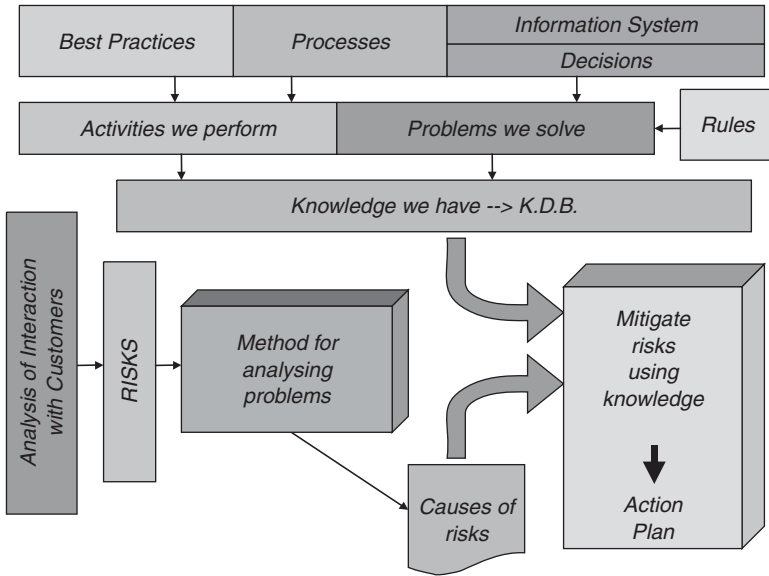 Best Practices
Processes
Information System
Decisions
Activities we perform
Problems we solve
Rules
Knowledge we have --> K.D.B.
Analysis of Interaction
with Customers
RISKS
Method for
analysing
problems
Causes of
risks
Mitigate
risks
using
knowledge
Action
Plan